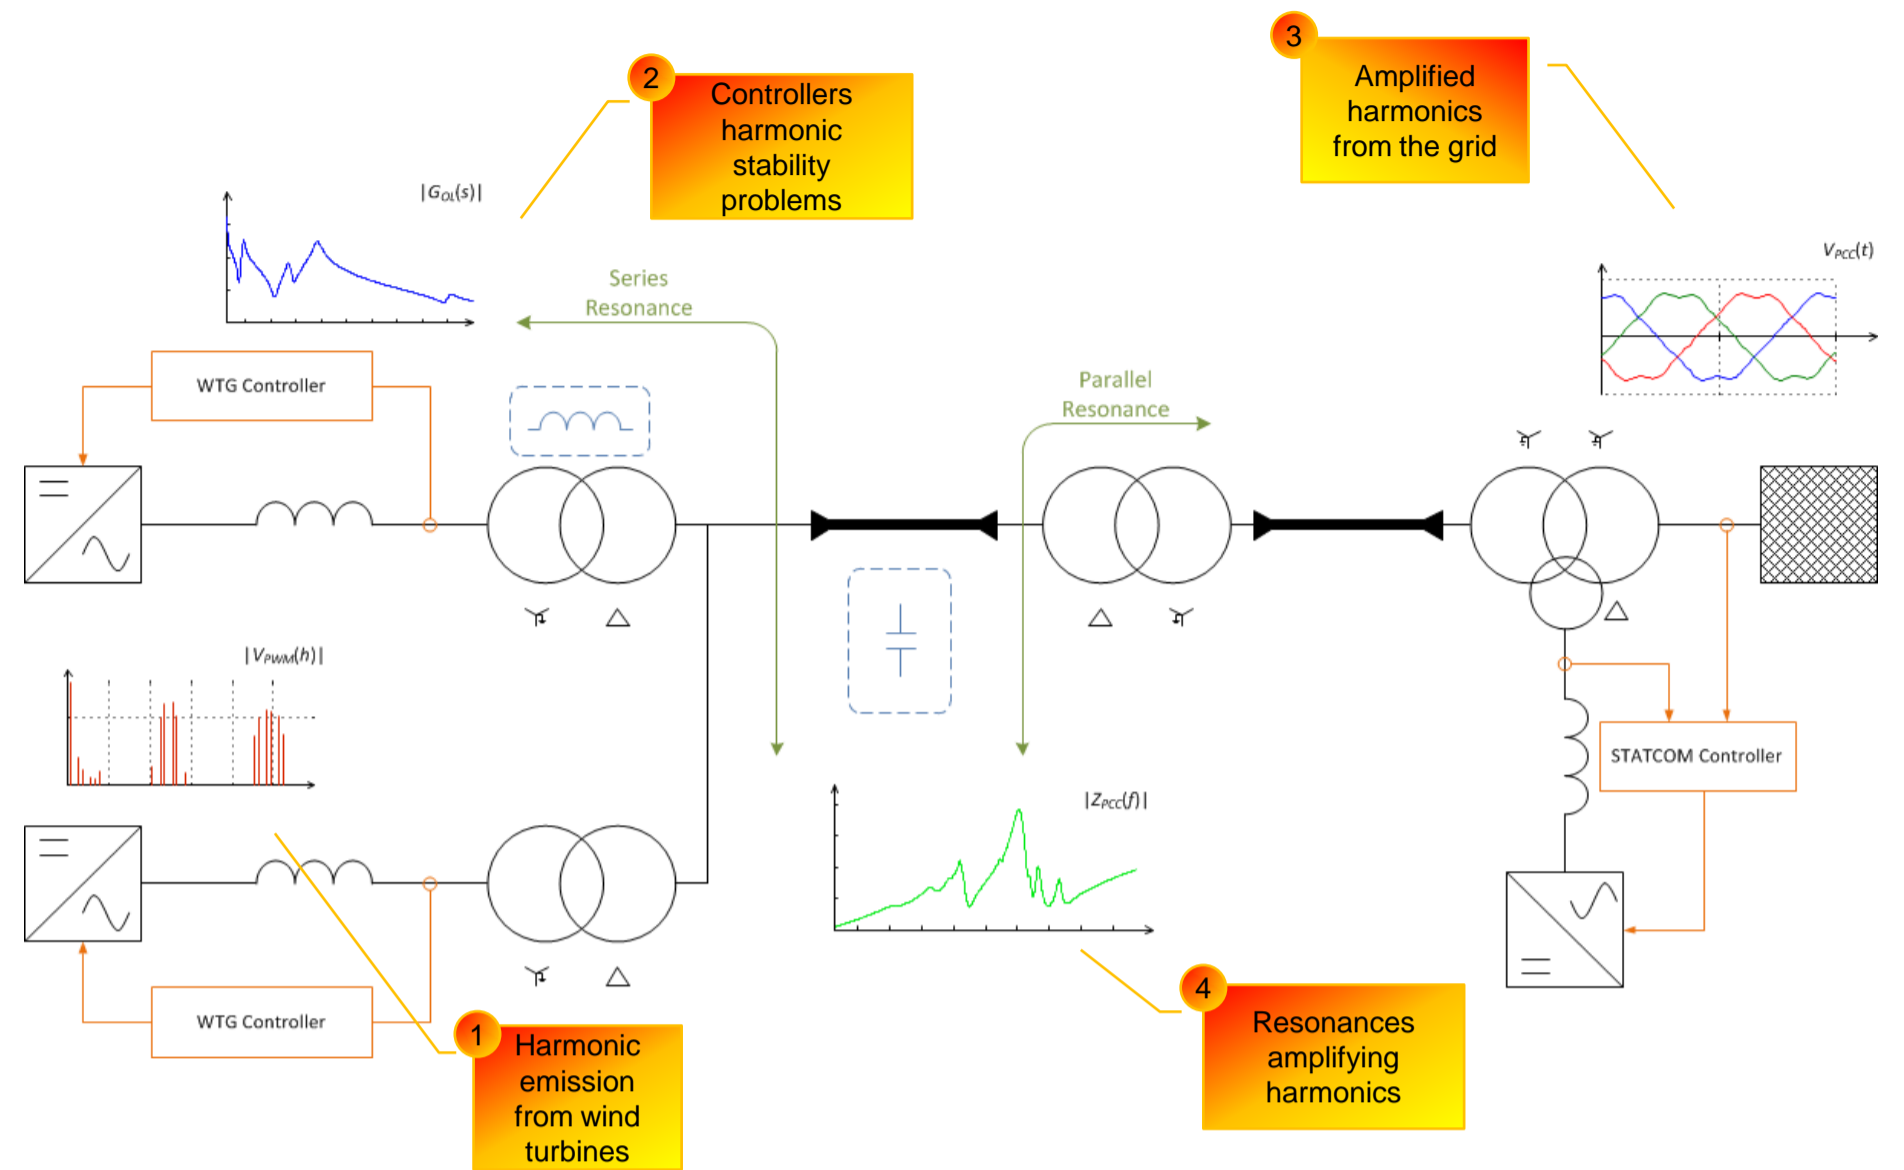 3
Amplified
harmonics
from the grid
2
Controllers
harmonic
stability
problems
|G_OL(s)|
V_PCC(t)
Series
Resonance
WTG Controller
Parallel
Resonance
|V_PWM(h)|
STATCOM Controller
|Z_PCC(f)|
4
Resonances
amplifying
harmonics
WTG Controller
1
Harmonic
emission
from wind
turbines